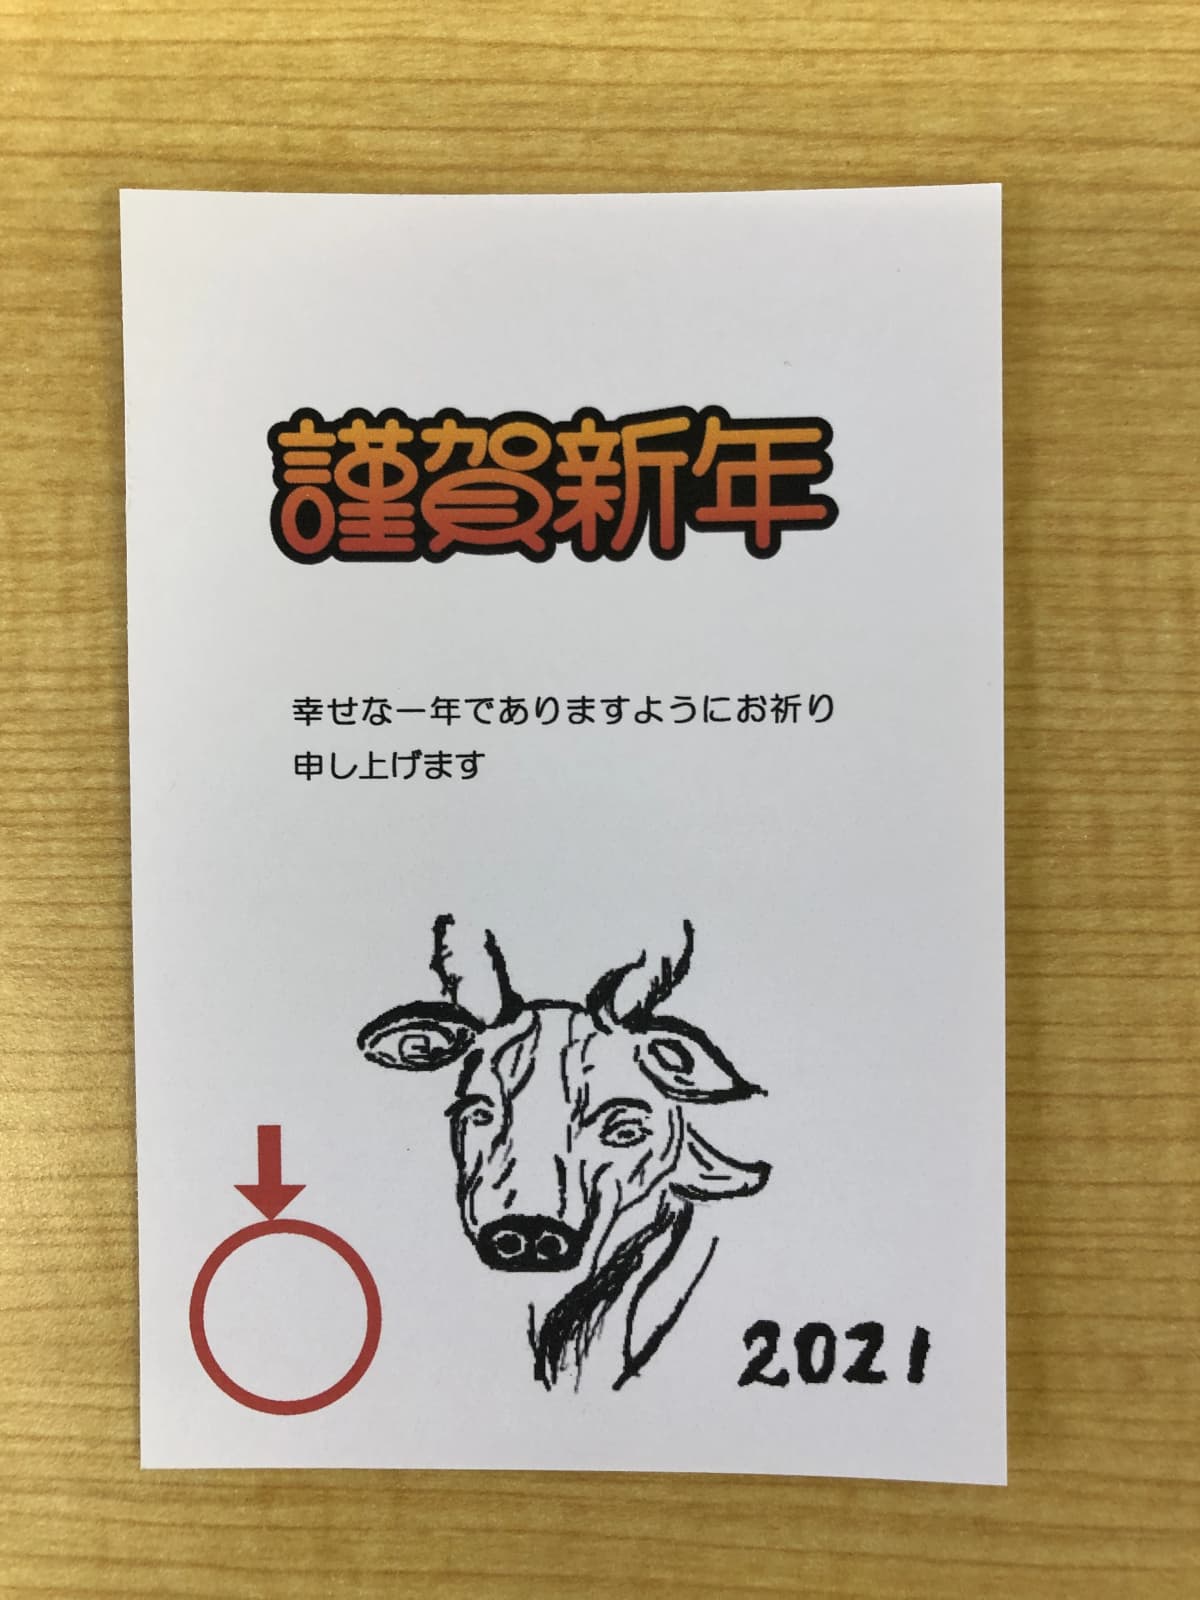 謹賀新年
幸せな一年でありますようにお祈り
申し上げます
2021